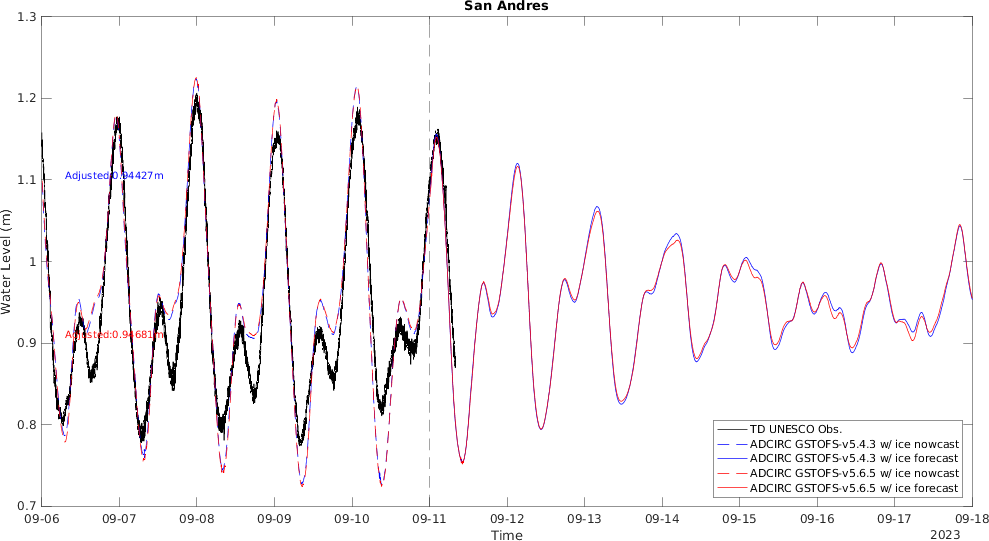 San Andres
1.3
1.2
1.1
1
0.9
0.8
0.7
Water Level (m)
Adjusted:0.94427m
Adjusted:0.94681m
TD UNESCO Obs.
ADCIRC GSTOFS-v5.4.3 w/ ice nowcast
ADCIRC GSTOFS-v5.4.3 w/ ice forecast
ADCIRC GSTOFS-v5.6.5 w/ ice nowcast
ADCIRC GSTOFS-v5.6.5 w/ ice forecast
09-06 09-07 09-08 09-09 09-10 09-11 09-12 09-13 09-14 09-15 09-16 09-17 09-18
Time
2023